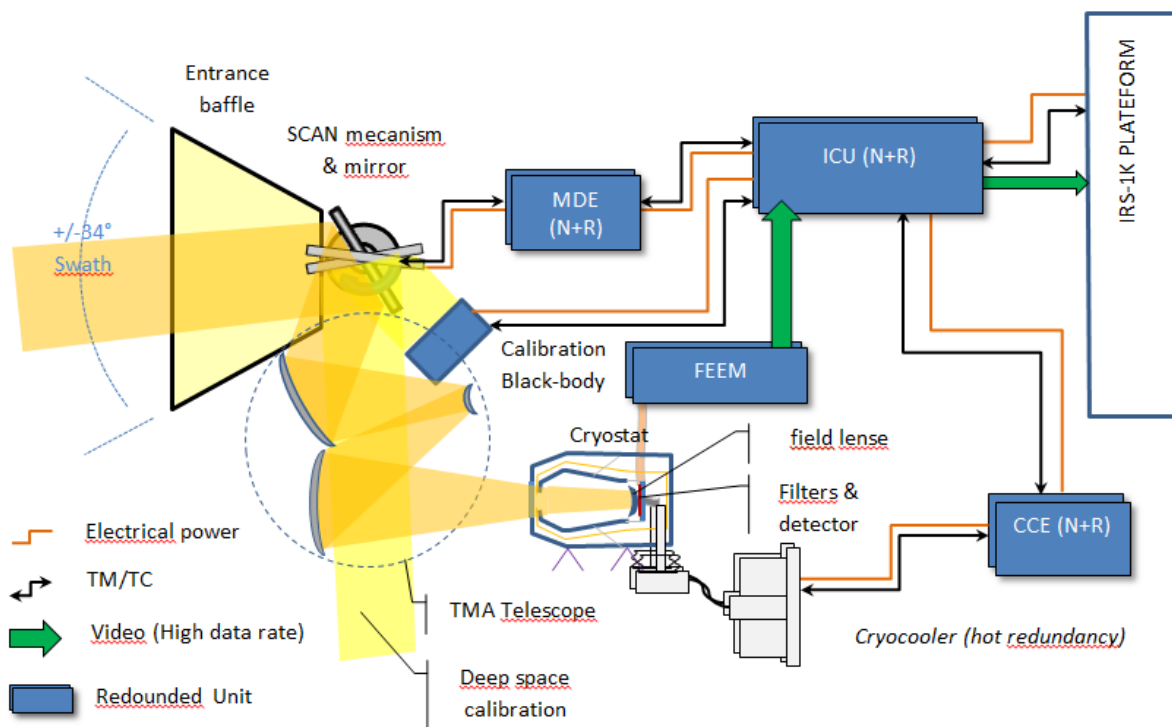 Entrance
baffle
SCAN mecanism
& mirror
+/-34°
Swath
MDE
(N+R)
ICU (N+R)
IRS-1K PLATEFORM
Calibration
Black-body
FEEM
Cryostat
field lense
Filters &
detector
CCE (N+R)
Electrical power
TM/TC
Video (High data rate)
Redounded Unit
TMA Telescope
Deep space
calibration
Cryocooler (hot redundancy)